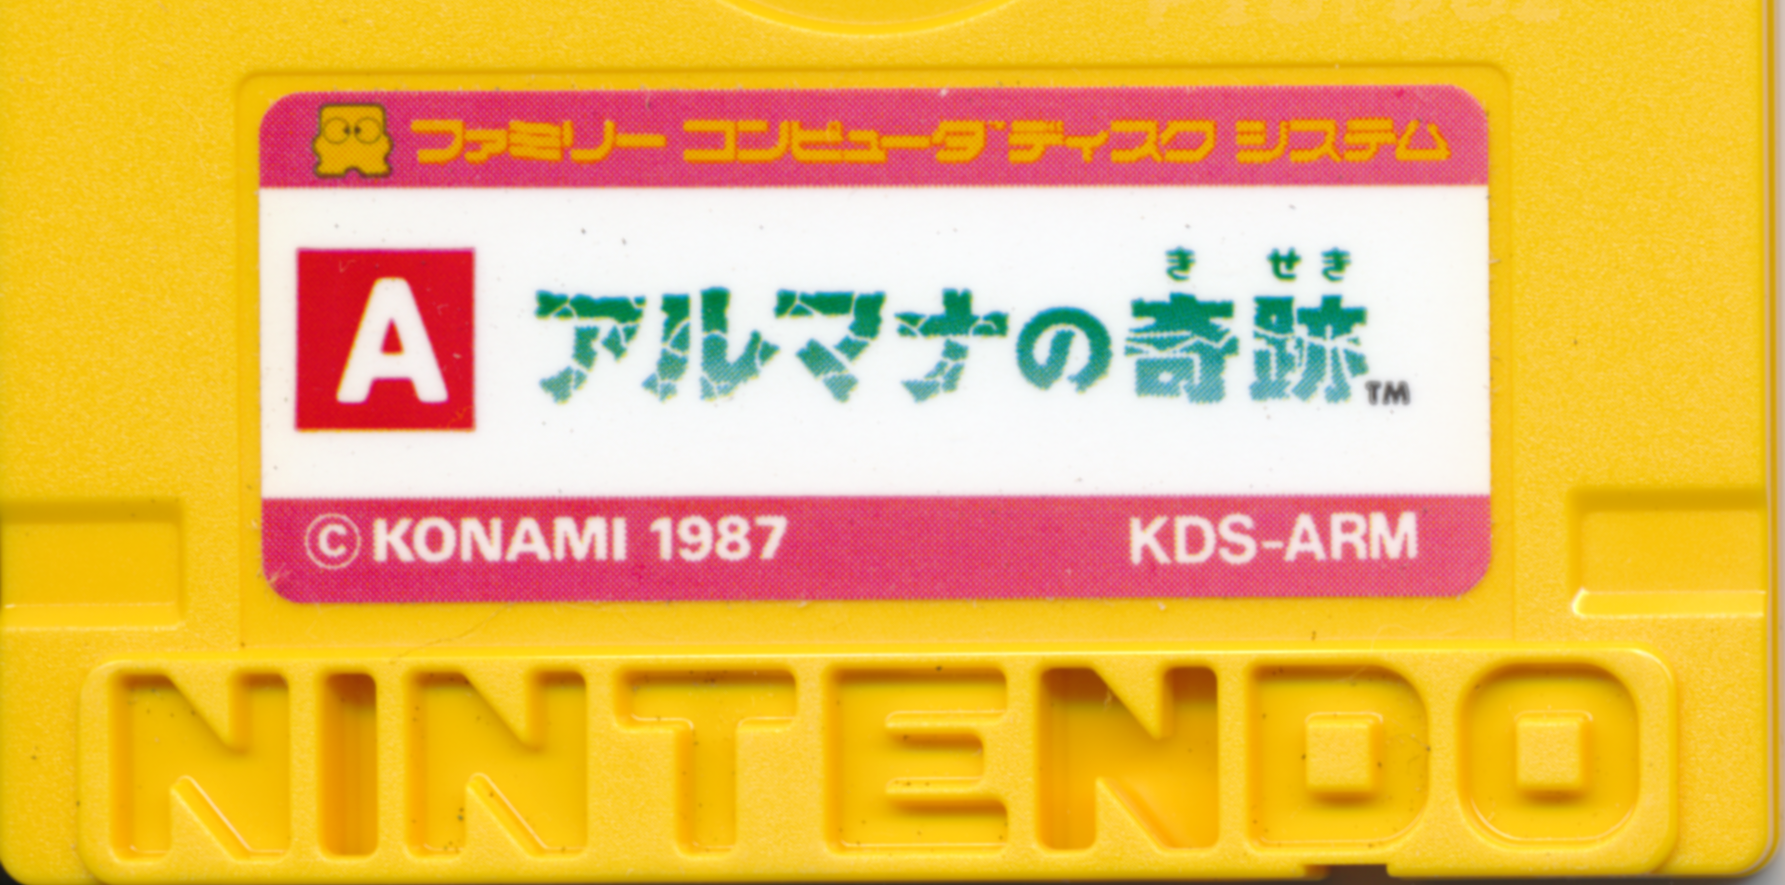 ファミリー コンピュータ ディスク システム
A
き せき
アルマナの奇跡™
©KONAMI 1987 KDS-ARM
NINTENDO